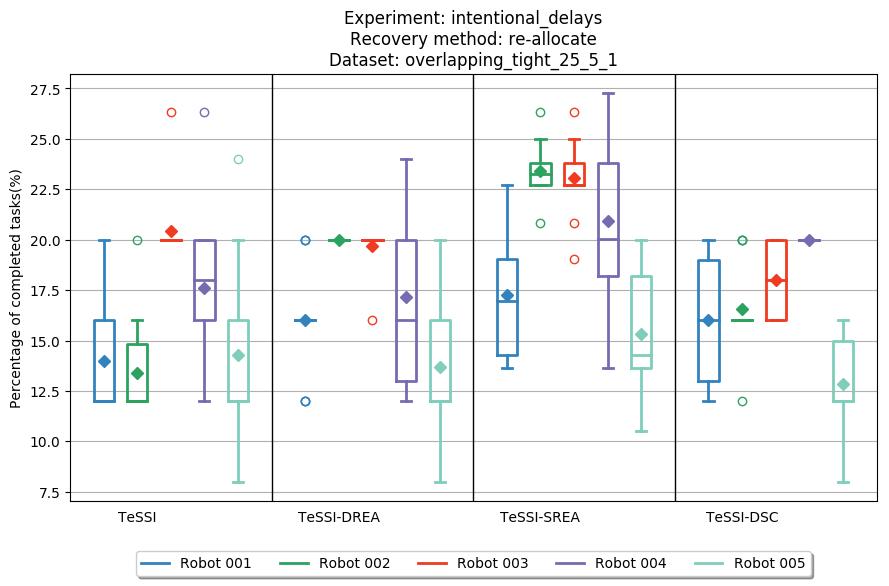 Experiment: intentional_delays
Recovery method: re-allocate
Dataset: overlapping_tight_25_5_1
Percentage of completed tasks(%)
27.5
25.0
22.5
20.0
17.5
15.0
12.5
10.0
7.5
TeSSI TeSSI-DREA TeSSI-SREA TeSSI-DSC
Robot 001 Robot 002 Robot 003 Robot 004 Robot 005